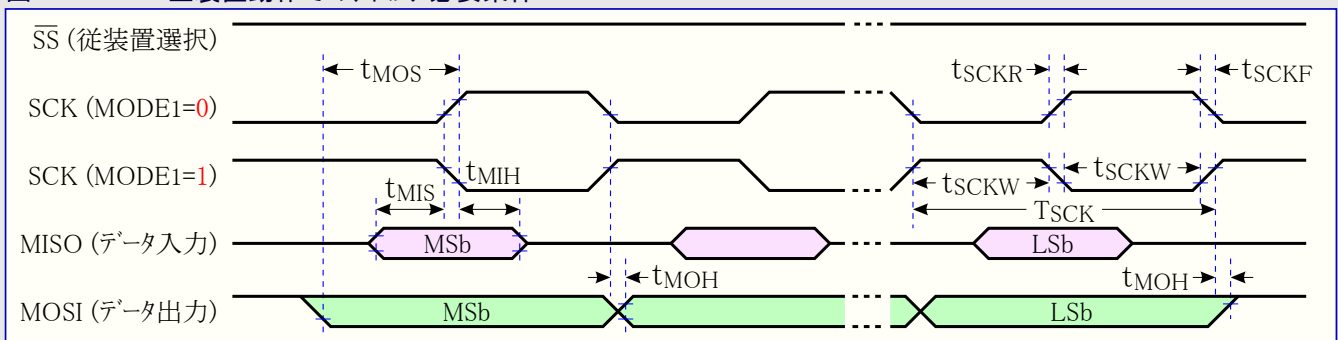 SS (従装置選択)
tMOS
tSCKR
tSCKF
SCK (MODE1=0)
SCK (MODE1=1)
tMIS
tMIH
tSCKW
tSCKW
TSCK
MISO (データ入力)
MSb
LSb
tMOH
tMOH
MOSI (データ出力)
MSb
LSb